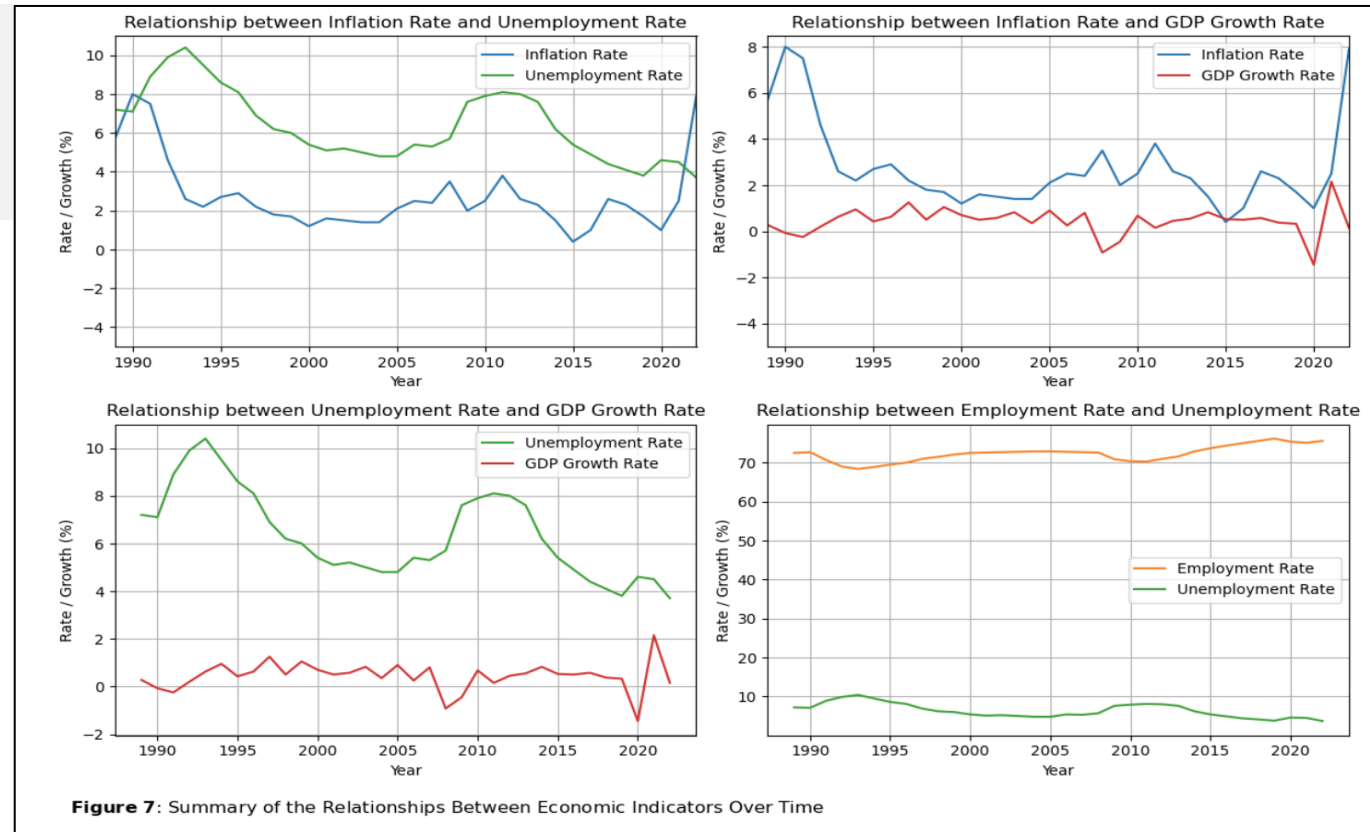 Relationship between Inflation Rate and Unemployment Rate
Rate / Growth (%)
10
8
6
4
2
0
−2
−4
Inflation Rate
Unemployment Rate
1990 1995 2000 2005 2010 2015 2020
Year
Relationship between Inflation Rate and GDP Growth Rate
Rate / Growth (%)
8
6
4
2
0
−2
−4
Inflation Rate
GDP Growth Rate
1990 1995 2000 2005 2010 2015 2020
Year
Relationship between Unemployment Rate and GDP Growth Rate
Rate / Growth (%)
10
8
6
4
2
0
−2
Unemployment Rate
GDP Growth Rate
1990 1995 2000 2005 2010 2015 2020
Year
Relationship between Employment Rate and Unemployment Rate
Rate / Growth (%)
70
60
50
40
30
20
10
Employment Rate
Unemployment Rate
1990 1995 2000 2005 2010 2015 2020
Year
Figure 7: Summary of the Relationships Between Economic Indicators Over Time